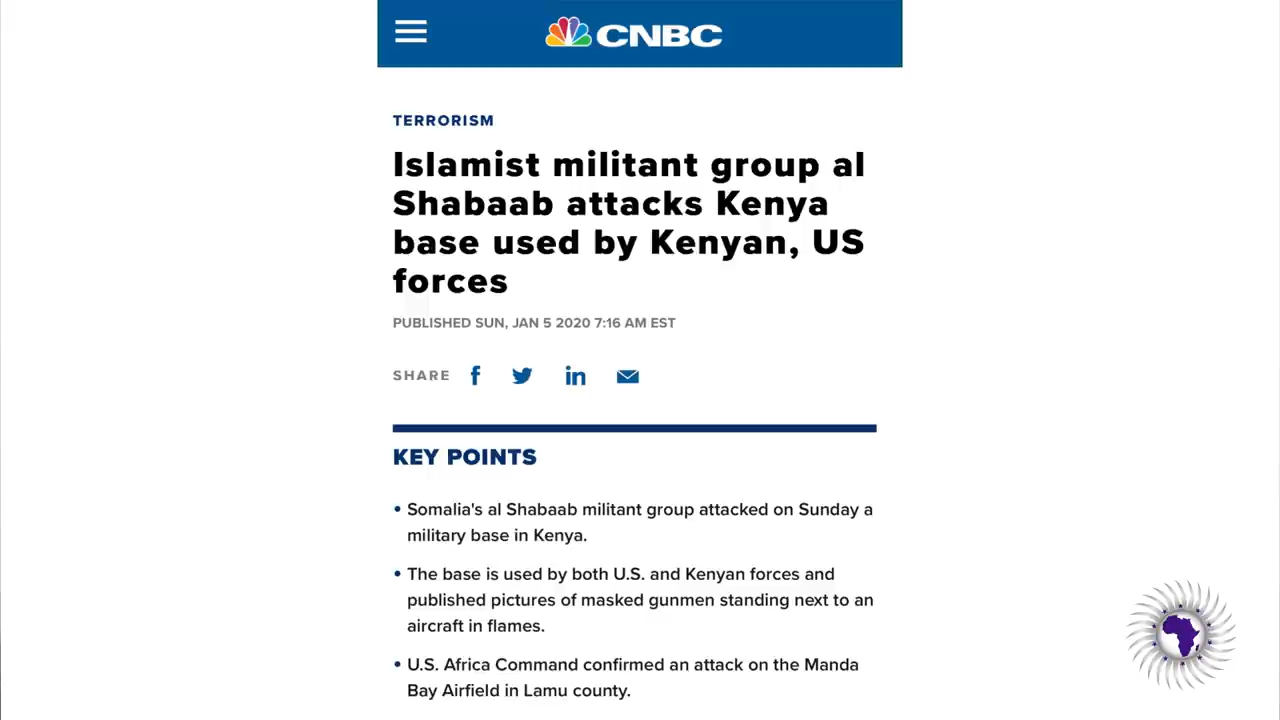 CNBC
TERRORISM
Islamist militant group al
Shabaab attacks Kenya
base used by Kenyan, US
forces
PUBLISHED SUN, JAN 5 2020 7:16 AM EST
SHARE
KEY POINTS
• Somalia's al Shabaab militant group attacked on Sunday a
military base in Kenya.
• The base is used by both U.S. and Kenyan forces and
published pictures of masked gunmen standing next to an
aircraft in flames.
• U.S. Africa Command confirmed an attack on the Manda
Bay Airfield in Lamu county.